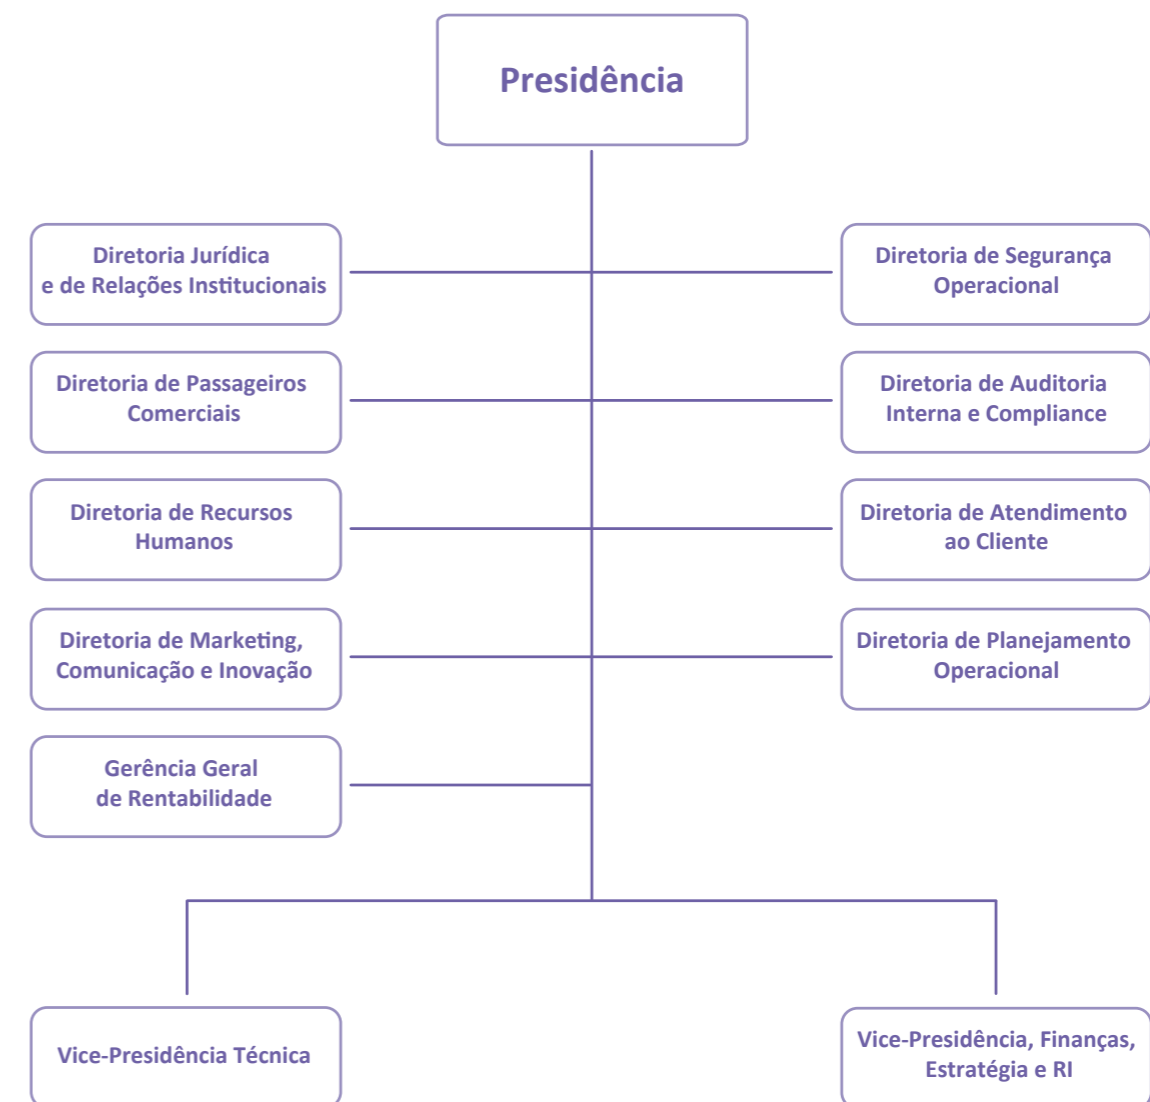 Presidência
Diretoria Jurídica
e de Relações Institucionais
Diretoria de Segurança
Operacional
Diretoria de Passageiros
Comerciais
Diretoria de Auditoria
Interna e Compliance
Diretoria de Recursos
Humanos
Diretoria de Atendimento
ao Cliente
Diretoria de Marketing,
Comunicação e Inovação
Diretoria de Planejamento
Operacional
Gerência Geral
de Rentabilidade
Vice-Presidência Técnica
Vice-Presidência, Finanças,
Estratégia e RI